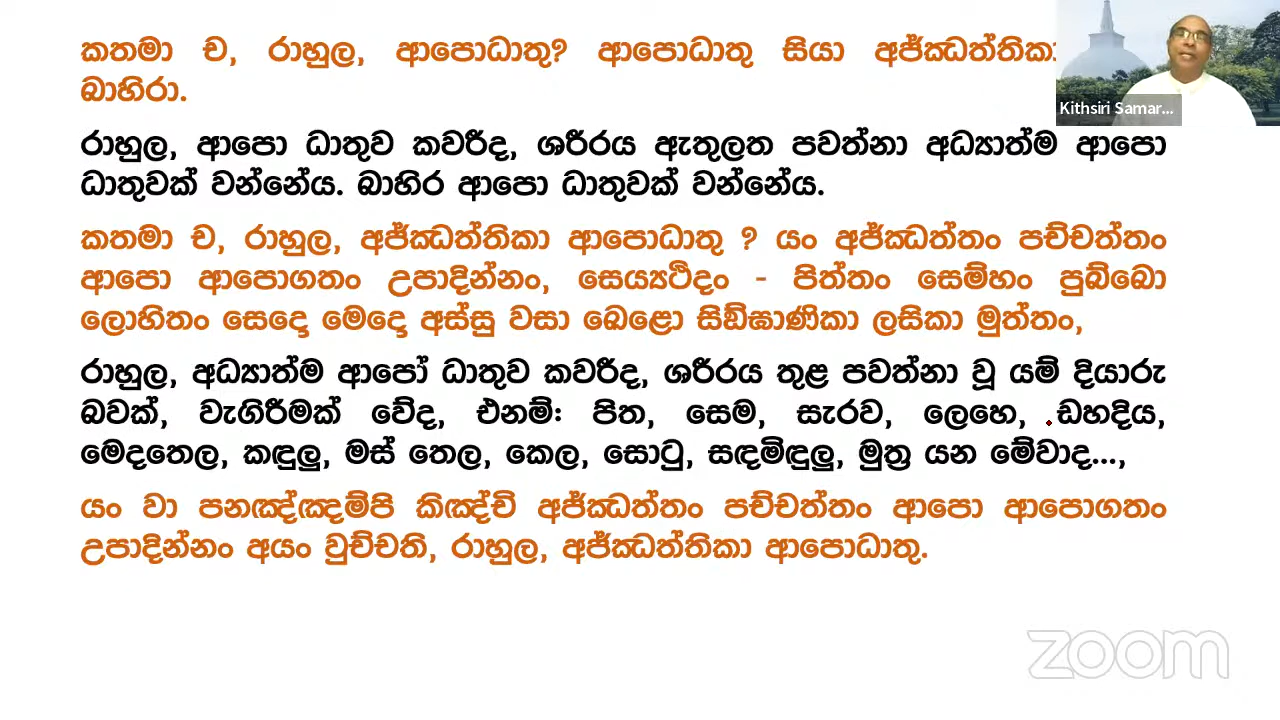 කතමා ච, රාහුල, ආපොධාතු? ආපොධාතු සියා අජ්ඣත්තිකා
බාහිරා.
Kithsiri Samar...
රාහුල, ආපො ධාතුව කවරීද, ශරීරය ඇතුලත පවත්නා අධ්‍යාත්ම ආපො
ධාතුවක් වන්නේය. බාහිර ආපො ධාතුවක් වන්නේය.
කතමා ච, රාහුල, අජ්ඣත්තිකා ආපොධාතු ? යං අජ්ඣත්තං පච්චත්තං
ආපො ආපොගතං උපාදින්නං, සෙය්‍යථිදං - පිත්තං සෙම්හං පුබ්බො
ලොහිතං සෙදො මෙදො අස්සු වසා ඛෙළො සිඞ්ඝාණිකා ලසිකා මුත්තං,
රාහුල, අධ්‍යාත්ම ආපෝ ධාතුව කවරීද, ශරීරය තුළ පවත්නා වූ යම් දියාරු
බවක්, වැගිරීමක් වේද, එනම්: පිත, සෙම, සැරව, ලෙහෙ, ඩහදිය,
මෙදතෙල, කඳුලු, මස් තෙල, කෙල, සොටු, සඳමිඳුලු, මුත්‍ර යන මේවාද...,
යං වා පනඤ්ඤම්පි කිඤ්චි අජ්ඣත්තං පච්චත්තං ආපො ආපොගතං
උපාදින්නං අයං වුච්චති, රාහුල, අජ්ඣත්තිකා ආපොධාතු.
zoom